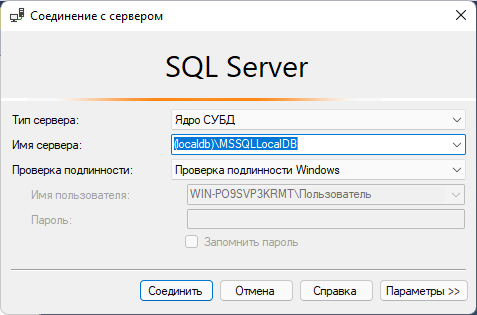 Соединение с сервером
SQL Server
Тип сервера: Ядро СУБД
Имя сервера: (localdb)\MSSQLLocalDB
Проверка подлинности: Проверка подлинности Windows
Имя пользователя: WIN-PO9SVP3KRMT\Пользователь
Пароль:
Запомнить пароль
Соединить Отмена Справка Параметры >>